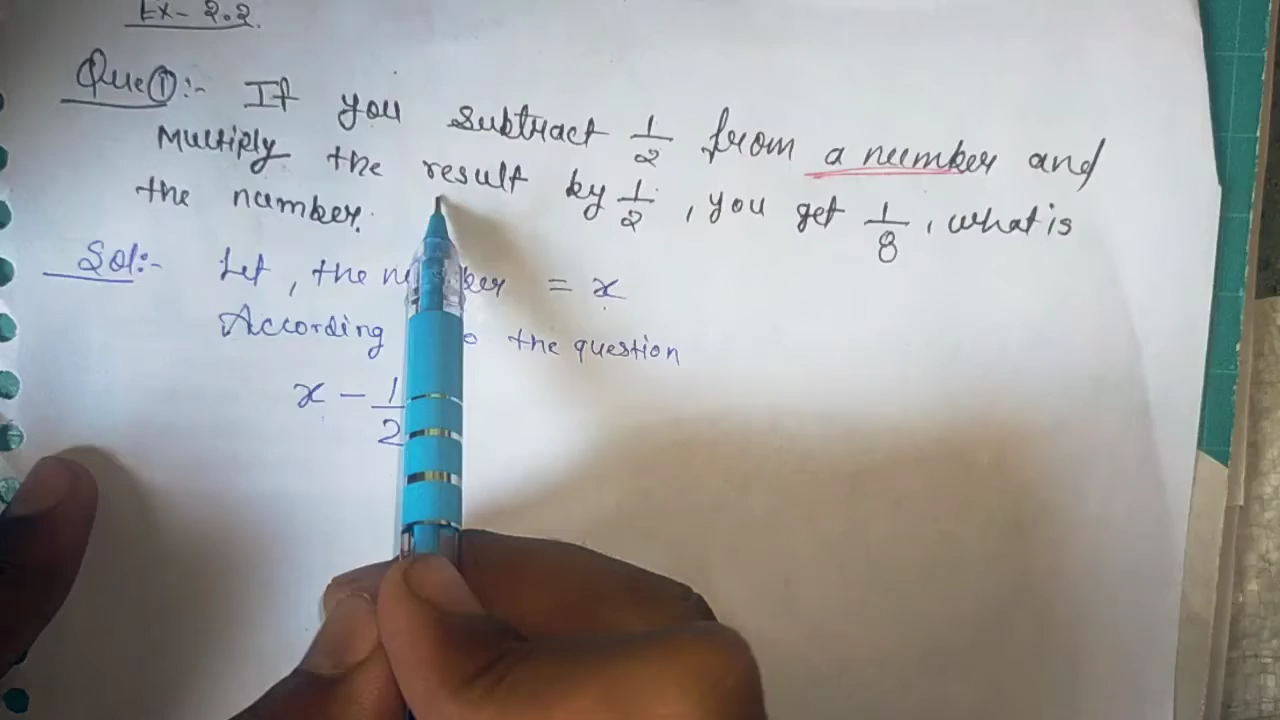 Ex- 2.2.
Que①:- If you subtract 1/2 from a number and
Multiply the result by 1/2, you get 1/8, what is
the number.
Sol:- Let, the = x
According the question
x - 1/2